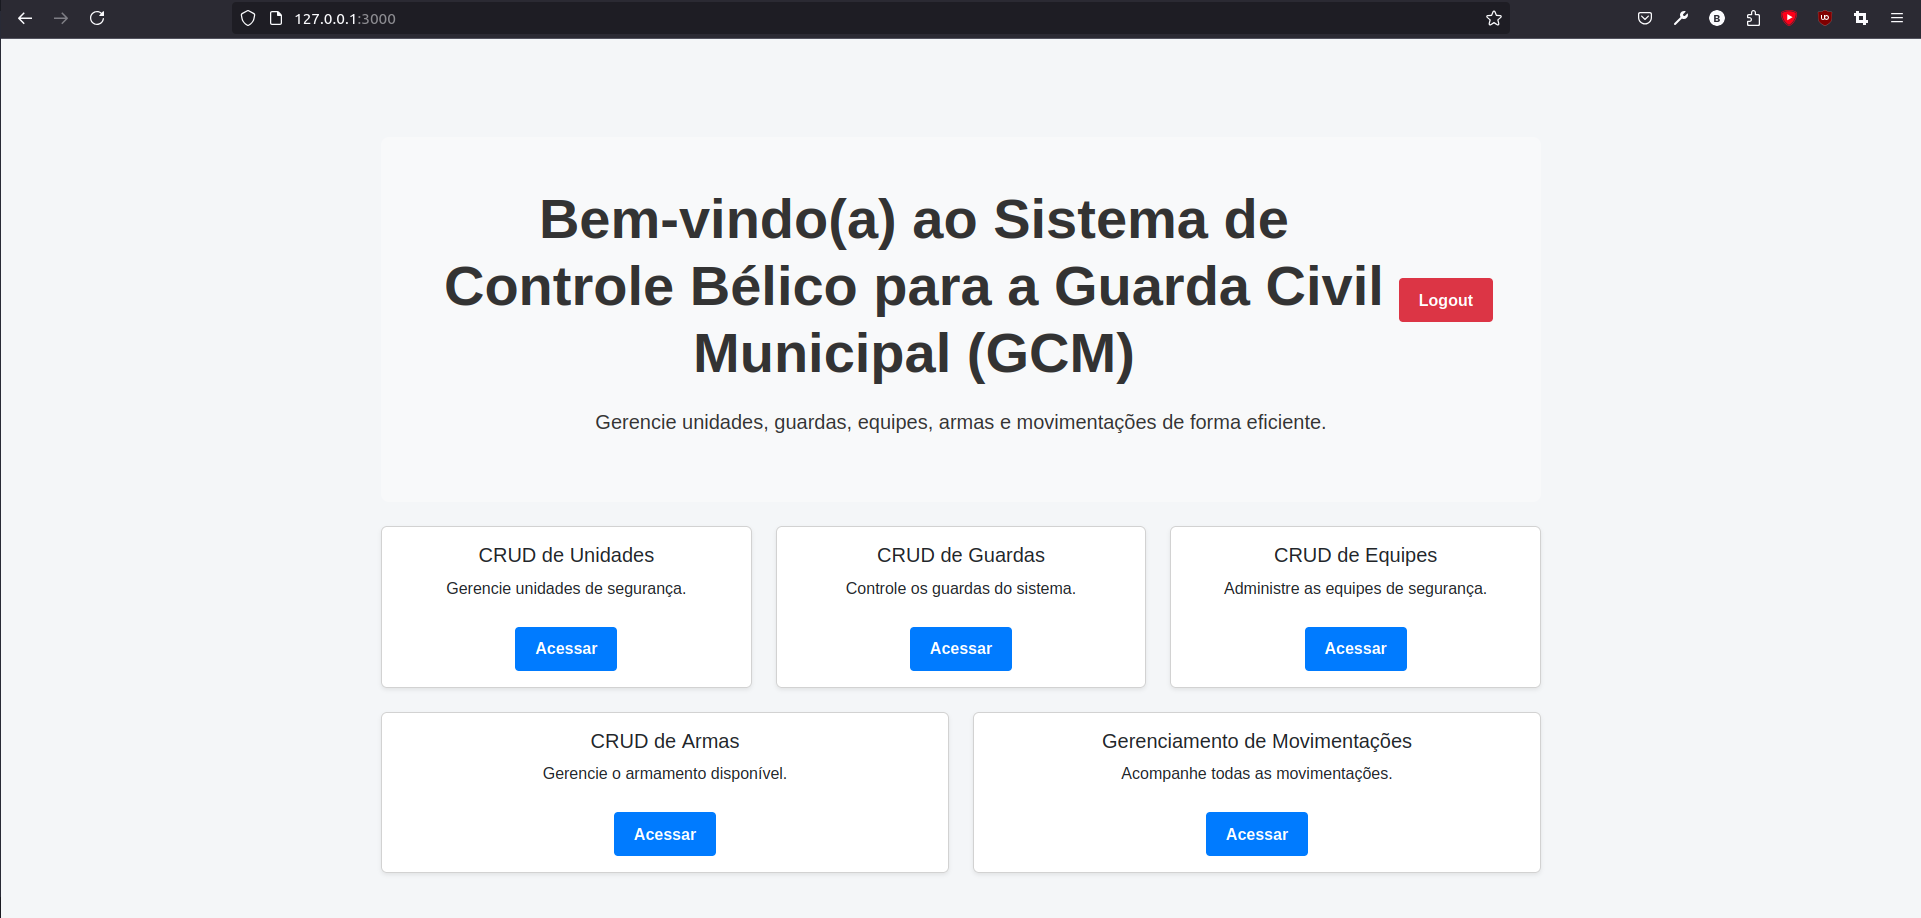 127.0.0.1:3000
Bem-vindo(a) ao Sistema de
Controle Bélico para a Guarda Civil
Municipal (GCM)
Logout
Gerencie unidades, guardas, equipes, armas e movimentações de forma eficiente.
CRUD de Unidades
Gerencie unidades de segurança.
Acessar
CRUD de Guardas
Controle os guardas do sistema.
Acessar
CRUD de Equipes
Administre as equipes de segurança.
Acessar
CRUD de Armas
Gerencie o armamento disponível.
Acessar
Gerenciamento de Movimentações
Acompanhe todas as movimentações.
Acessar